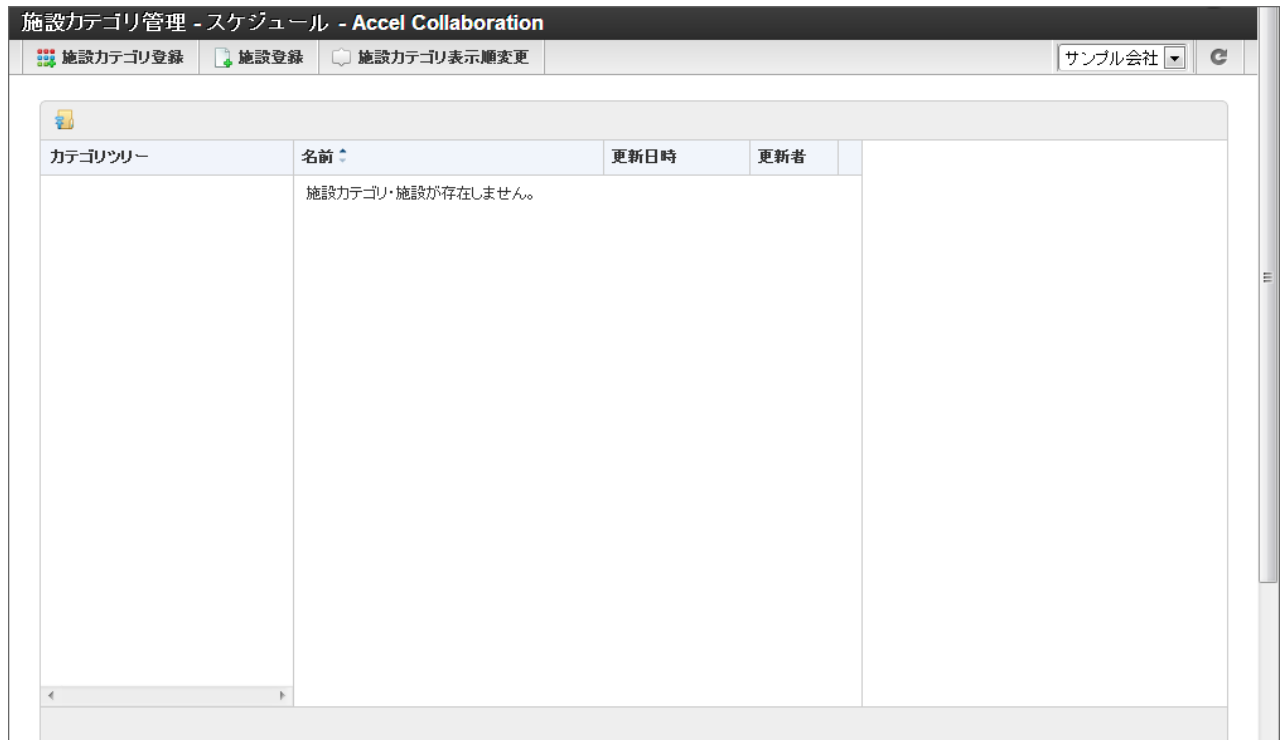 施設カテゴリ管理 - スケジュール - Accel Collaboration
施設カテゴリ登録 施設登録 施設カテゴリ表示順変更 サンプル会社
カテゴリツリー 名前 更新日時 更新者
施設カテゴリ・施設が存在しません。